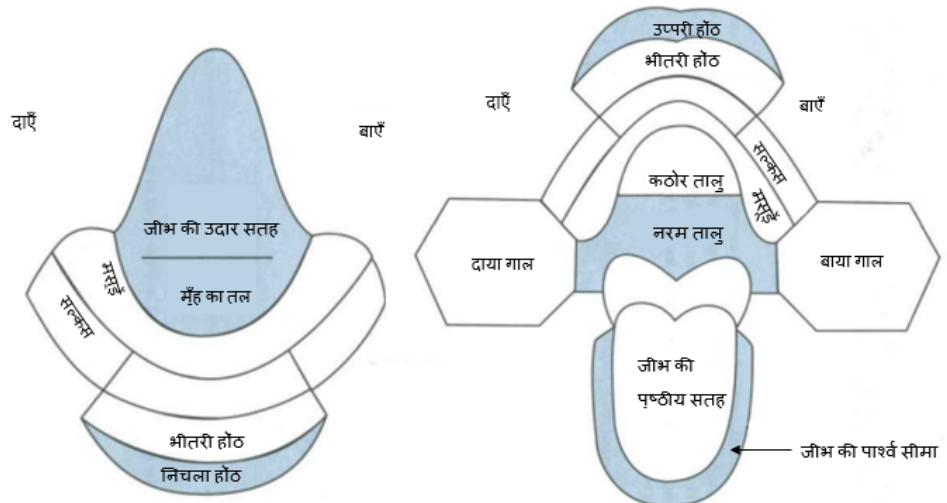 दाएँ
बाएँ
जीभ की उदार सतह
मुँह का तल
मसूड़ें
सल्कस
भीतरी होंठ
निचला होंठ
उप्परी होंठ
भीतरी होंठ
दाएँ
बाएँ
सल्कस
मसूड़ें
कठोर तालु
नरम तालु
दाया गाल
बाया गाल
जीभ की
पृष्ठीय सतह
जीभ की पार्श्व सीमा